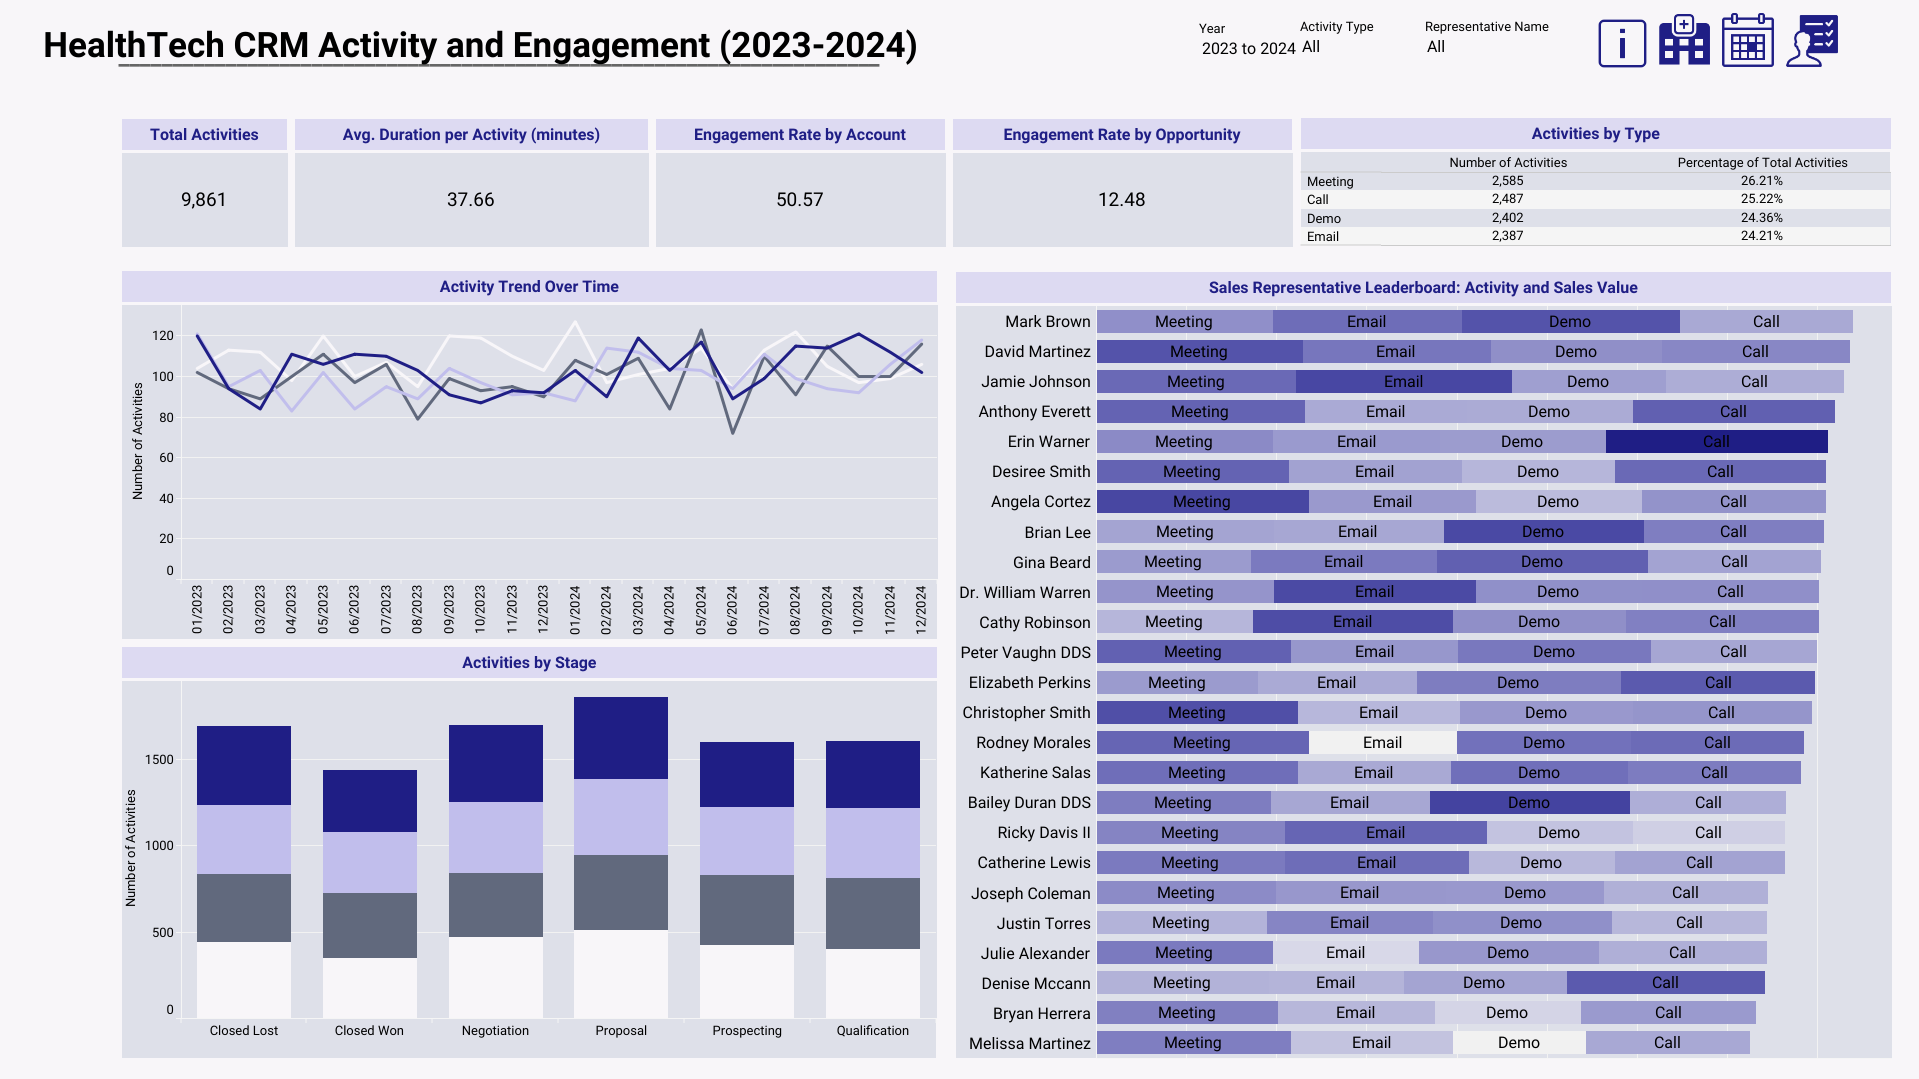 HealthTech CRM Activity and Engagement (2023-2024)
Year
2023 to 2024
Activity Type
All
Representative Name
All
Total Activities
9,861
Avg. Duration per Activity (minutes)
37.66
Engagement Rate by Account
50.57
Engagement Rate by Opportunity
12.48
Activities by Type
Number of Activities Percentage of Total Activities
Meeting 2,585 26.21%
Call 2,487 25.22%
Demo 2,402 24.36%
Email 2,387 24.21%
Activity Trend Over Time
Number of Activities
120
100
80
60
40
20
0
01/2023 02/2023 03/2023 04/2023 05/2023 06/2023 07/2023 08/2023 09/2023 10/2023 11/2023 12/2023 01/2024 02/2024 03/2024 04/2024 05/2024 06/2024 07/2024 08/2024 09/2024 10/2024 11/2024 12/2024
Activities by Stage
Number of Activities
1500
1000
500
0
Closed Lost Closed Won Negotiation Proposal Prospecting Qualification
Sales Representative Leaderboard: Activity and Sales Value
Mark Brown Meeting Email Demo Call
David Martinez Meeting Email Demo Call
Jamie Johnson Meeting Email Demo Call
Anthony Everett Meeting Email Demo Call
Erin Warner Meeting Email Demo Call
Desiree Smith Meeting Email Demo Call
Angela Cortez Meeting Email Demo Call
Brian Lee Meeting Email Demo Call
Gina Beard Meeting Email Demo Call
Dr. William Warren Meeting Email Demo Call
Cathy Robinson Meeting Email Demo Call
Peter Vaughn DDS Meeting Email Demo Call
Elizabeth Perkins Meeting Email Demo Call
Christopher Smith Meeting Email Demo Call
Rodney Morales Meeting Email Demo Call
Katherine Salas Meeting Email Demo Call
Bailey Duran DDS Meeting Email Demo Call
Ricky Davis II Meeting Email Demo Call
Catherine Lewis Meeting Email Demo Call
Joseph Coleman Meeting Email Demo Call
Justin Torres Meeting Email Demo Call
Julie Alexander Meeting Email Demo Call
Denise Mccann Meeting Email Demo Call
Bryan Herrera Meeting Email Demo Call
Melissa Martinez Meeting Email Demo Call